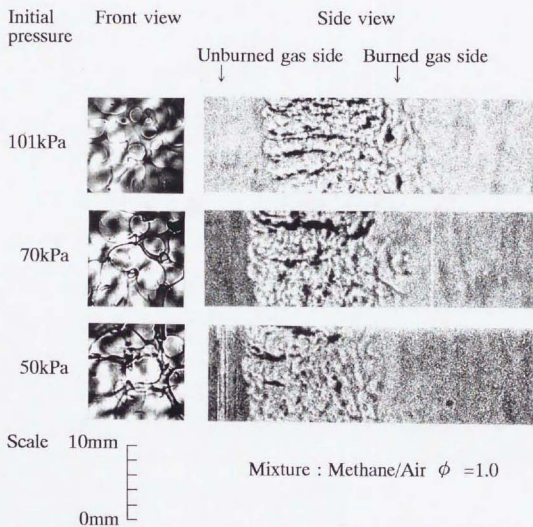 Initial pressure Front view Side view
Unburned gas side Burned gas side
101kPa
70kPa
50kPa
Scale 10mm
0mm
Mixture : Methane/Air ϕ =1.0